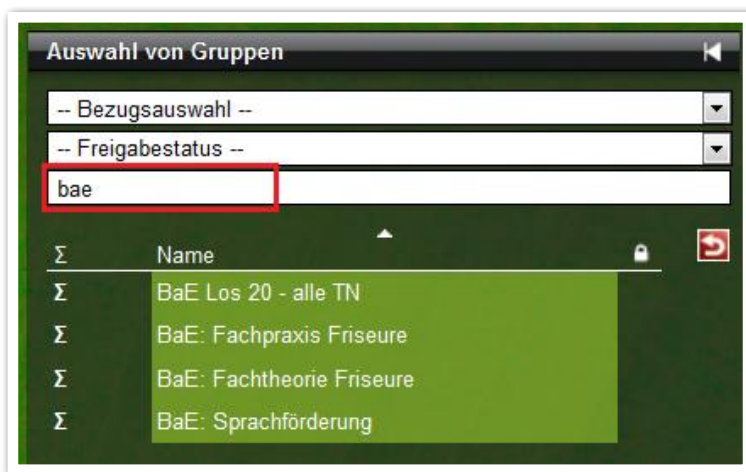 Auswahl von Gruppen
-- Bezugsauswahl --
-- Freigabestatus --
bae
Σ Name
Σ BaE Los 20 - alle TN
Σ BaE: Fachpraxis Friseure
Σ BaE: Fachtheorie Friseure
Σ BaE: Sprachförderung